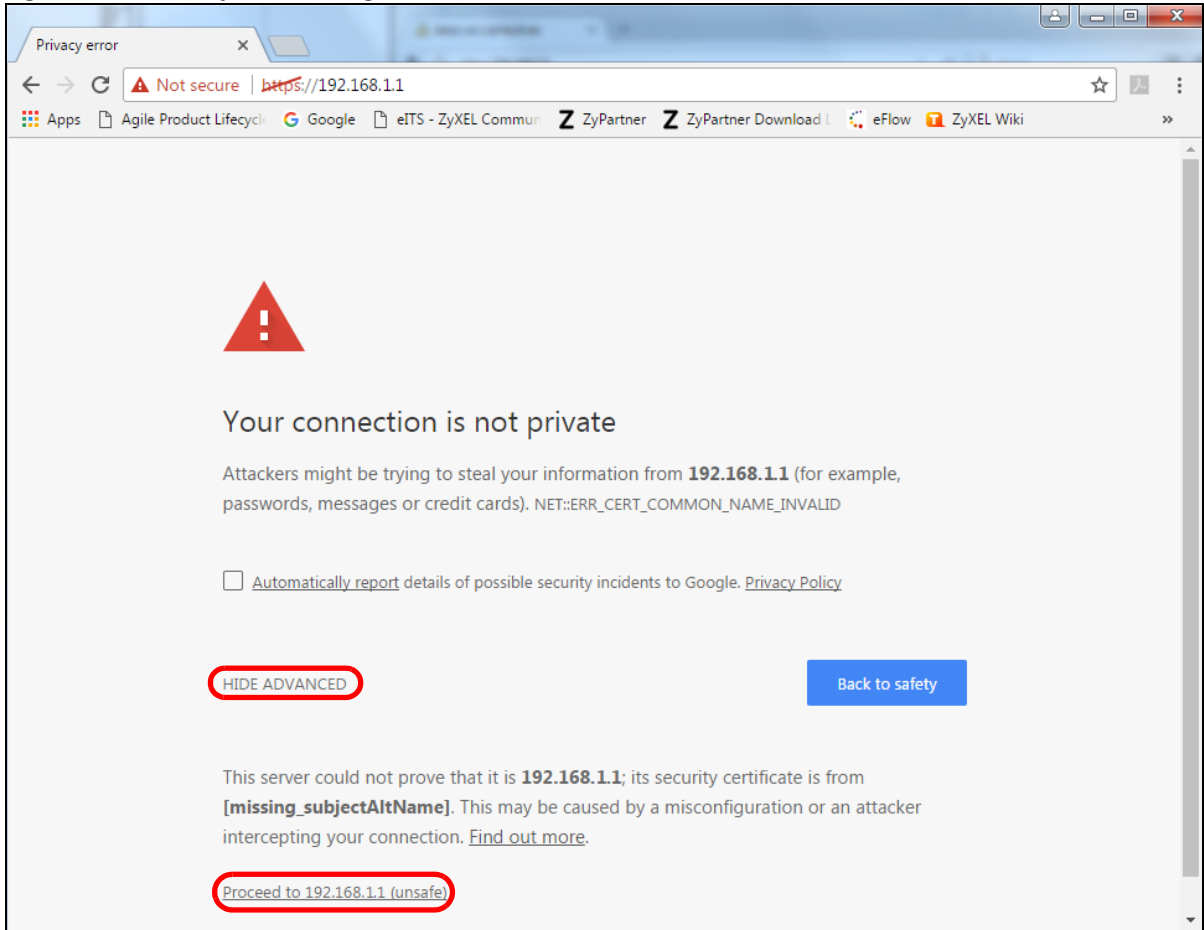 Privacy error
Not secure
https://192.168.1.1
Apps
Agile Product Lifecycl
Google
eITS - ZyXEL Commun
ZyPartner
ZyPartner Download L
eFlow
ZyXEL Wiki
»
Your connection is not private
Attackers might be trying to steal your information from 192.168.1.1 (for example,
passwords, messages or credit cards). NET::ERR_CERT_COMMON_NAME_INVALID
Automatically report details of possible security incidents to Google. Privacy Policy
HIDE ADVANCED
Back to safety
This server could not prove that it is 192.168.1.1; its security certificate is from
[missing_subjectAltName]. This may be caused by a misconfiguration or an attacker
intercepting your connection. Find out more.
Proceed to 192.168.1.1 (unsafe)